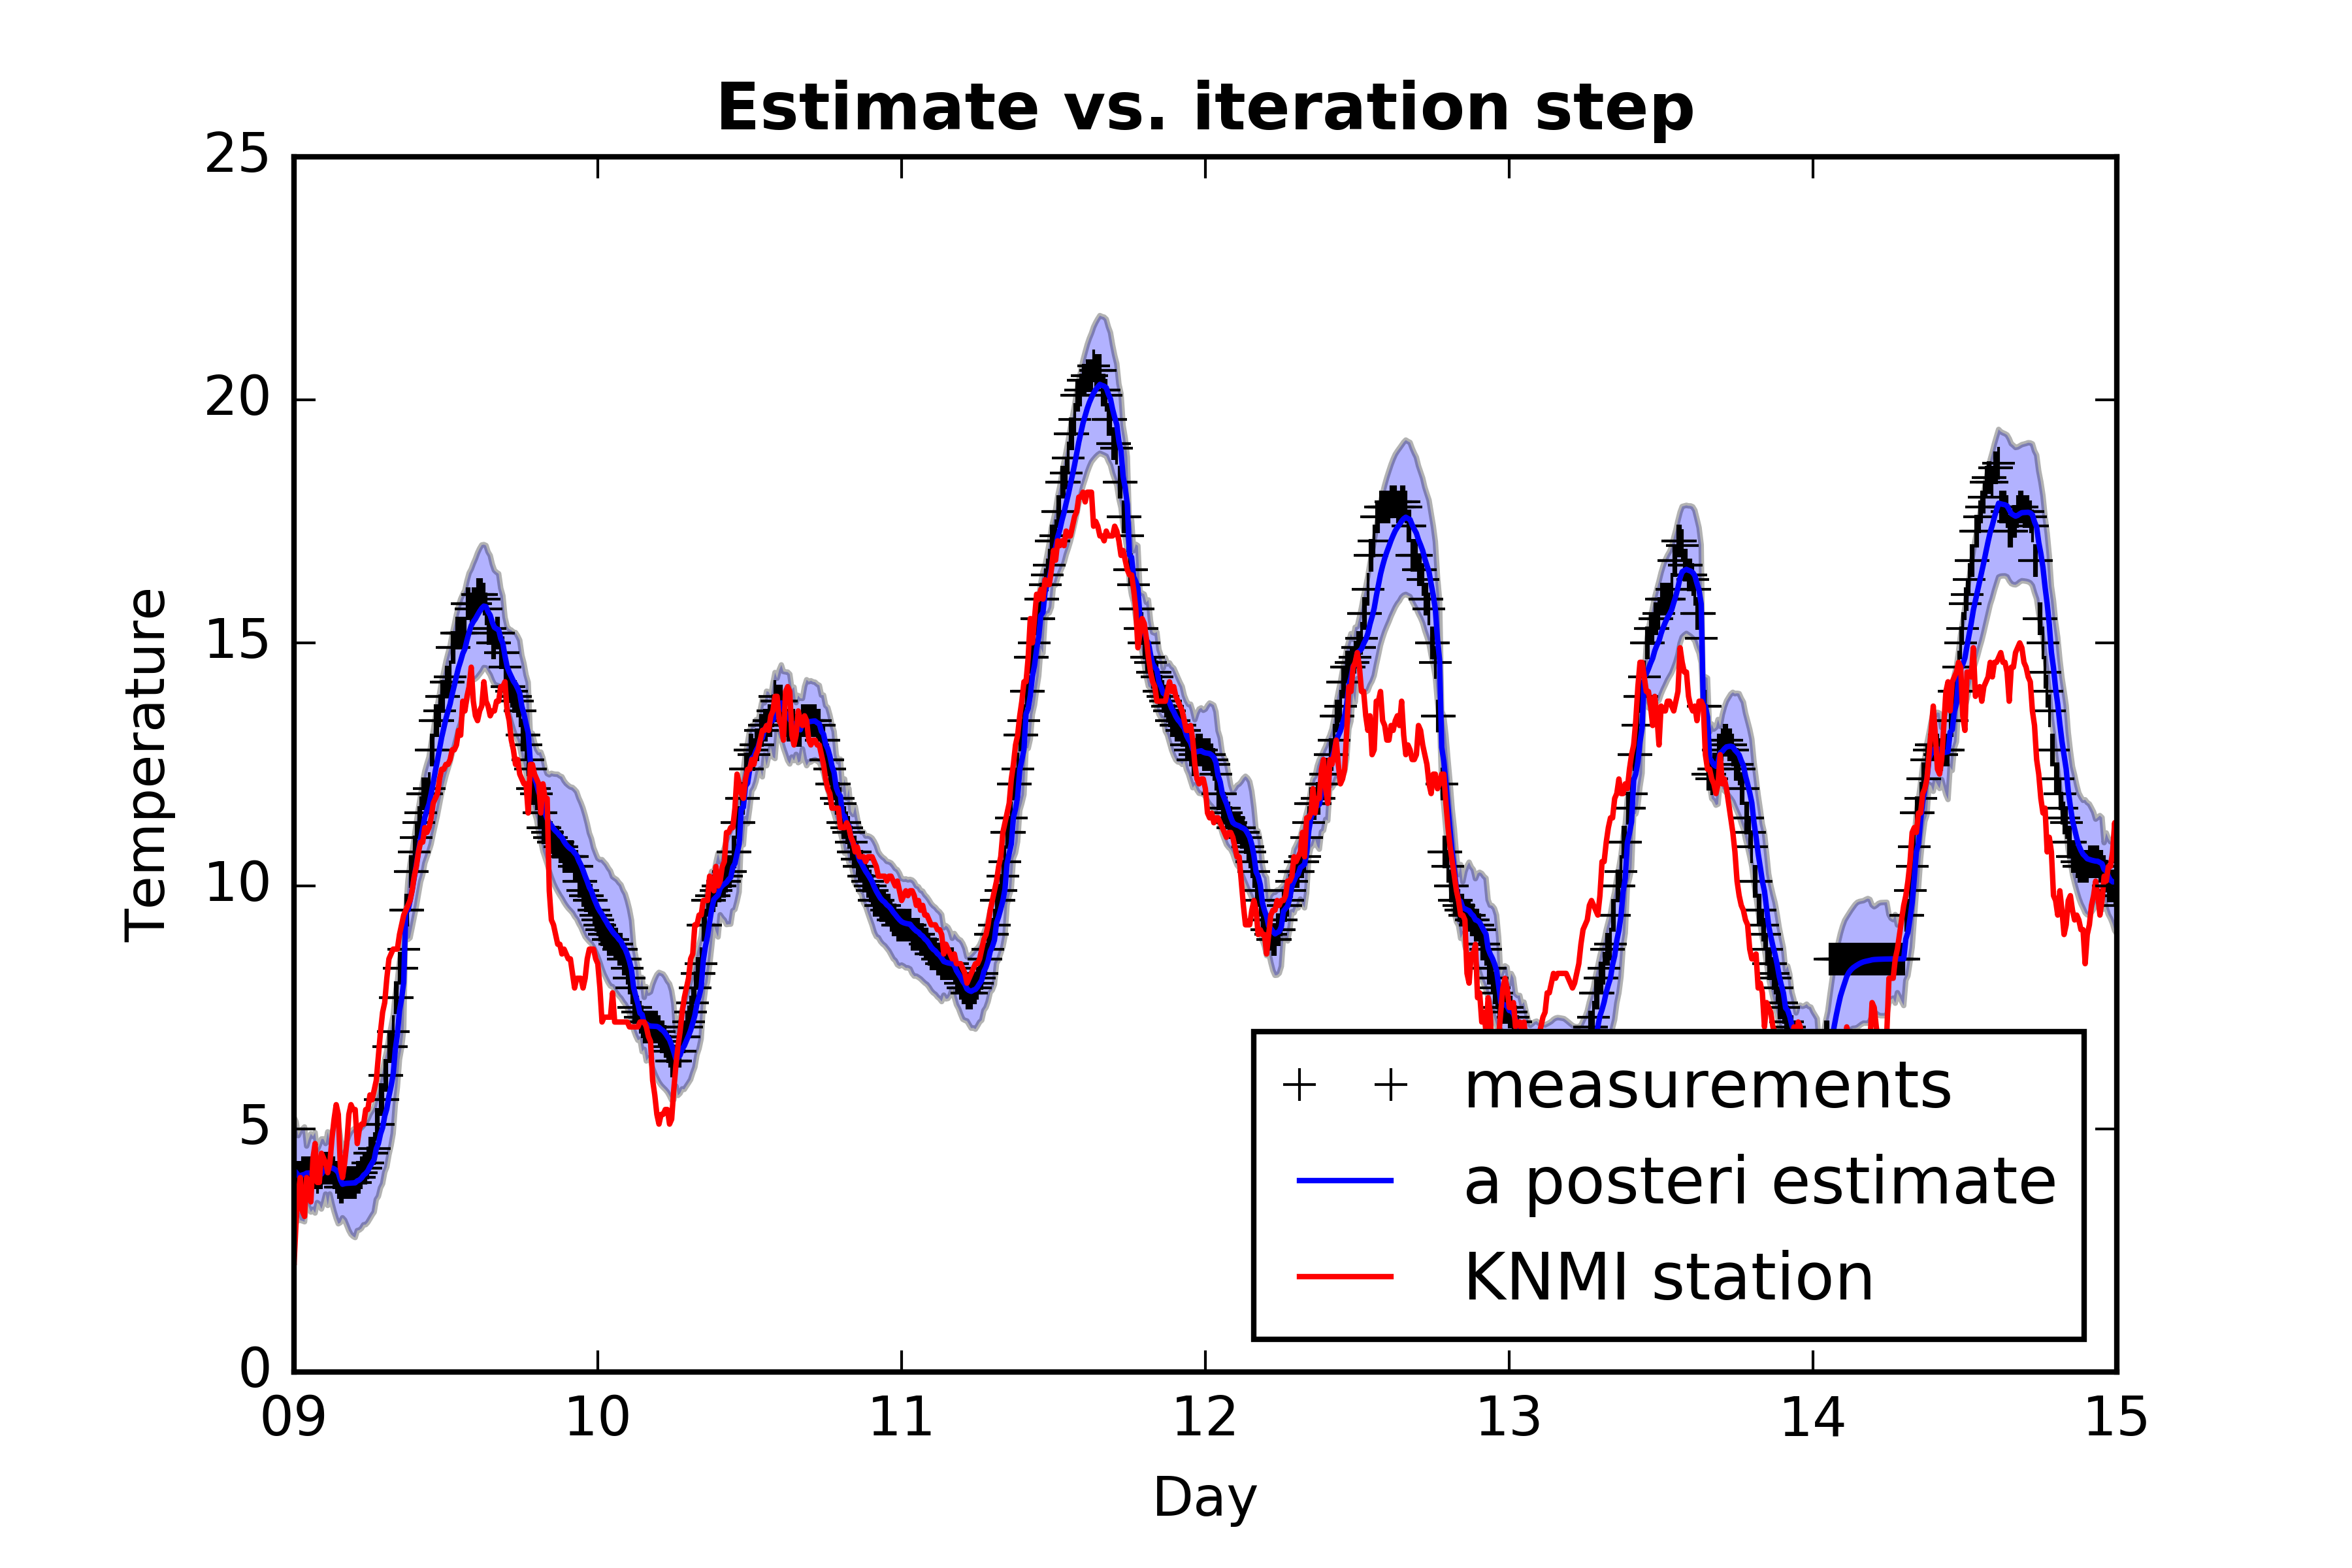 Estimate vs. iteration step
25
20
15
10
5
0
Temperature
09 10 11 12 13 14 15
Day
measurements
a posteri estimate
KNMI station